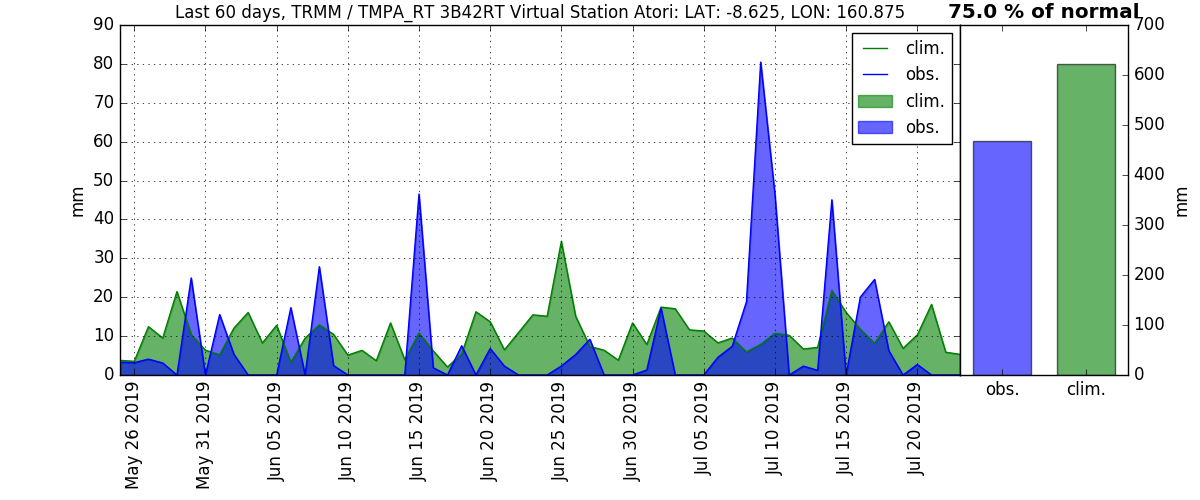 Last 60 days, TRMM / TMPA_RT 3B42RT Virtual Station Atori: LAT: -8.625, LON: 160.875
75.0 % of normal
90
80
70
60
50
40
30
20
10
0
mm
clim.
obs.
clim.
obs.
May 26 2019
May 31 2019
Jun 05 2019
Jun 10 2019
Jun 15 2019
Jun 20 2019
Jun 25 2019
Jun 30 2019
Jul 05 2019
Jul 10 2019
Jul 15 2019
Jul 20 2019
obs.
clim.
700
600
500
400
300
200
100
0
mm